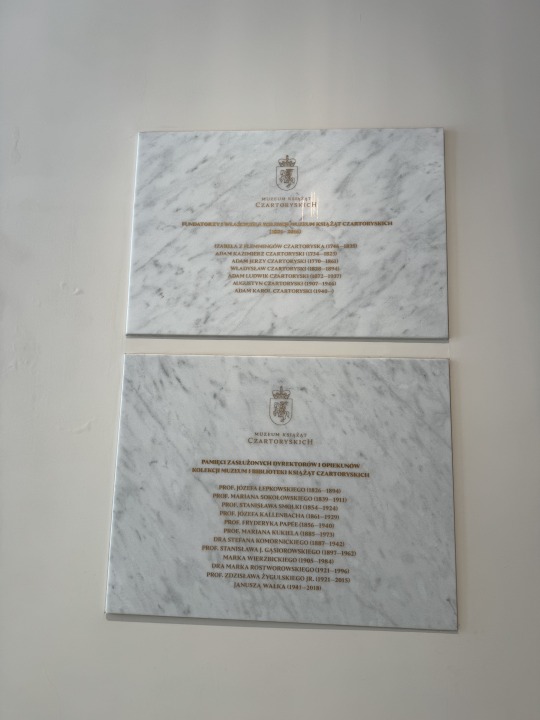 MUZEUM KSIĄŻĄT
CZARTORYSKICH
KOLEKCJI MUZEUM KSIĄŻĄT CZARTORYSKICH
IZABELA Z FLEMMINGÓW CZARTORYSKA (1746–1835)
ADAM KAZIMIERZ CZARTORYSKI (1734–1823)
ADAM JERZY CZARTORYSKI (1770–1861)
WŁADYSŁAW CZARTORYSKI (1828–1894)
ADAM LUDWIK CZARTORYSKI (1872–1937)
AUGUSTYN CZARTORYSKI (1907–1946)
ADAM KAROL CZARTORYSKI (1940– )
MUZEUM KSIĄŻĄT
CZARTORYSKICH
PAMIĘCI ZASŁUŻONYCH DYREKTORÓW I OPIEKUNÓW
KOLEKCJI MUZEUM I BIBLIOTEKI KSIĄŻĄT CZARTORYSKICH
PROF. JÓZEFA ŁEPKOWSKIEGO (1826–1894)
PROF. MARIANA SOKOŁOWSKIEGO (1839–1911)
PROF. STANISŁAWA SMOLKI (1854–1924)
PROF. JÓZEFA KALLENBACHA (1861–1929)
PROF. FRYDERYKA PAPÉE (1856–1940)
PROF. MARIANA KUKIELA (1885–1973)
DRA STEFANA KOMORNICKIEGO (1887–1942)
PROF. STANISŁAWA J. GĄSIOROWSKIEGO (1897–1962)
MARKA WIERZBICKIEGO (1905–1984)
DRA MARKA ROSTWOROWSKIEGO (1921–1996)
PROF. ZDZISŁAWA ŻYGULSKIEGO JR. (1921–2015)
JANUSZA WAŁKA (1941–2018)